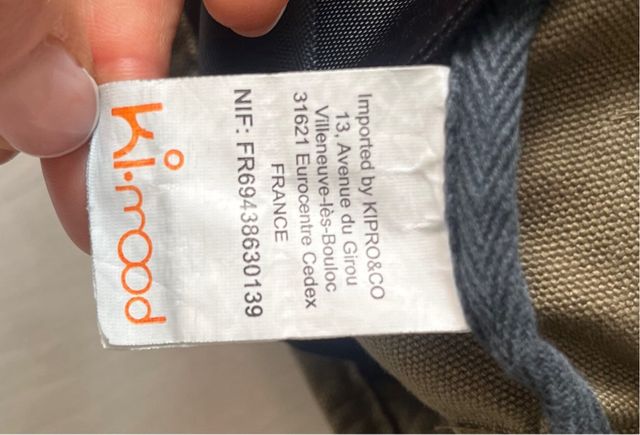 Imported by KIPRO&CO
13, Avenue du Girou
Villeneuve-lès-Bouloc
31621 Eurocentre Cedex
FRANCE
NIF: FR69438630139
ki·mood